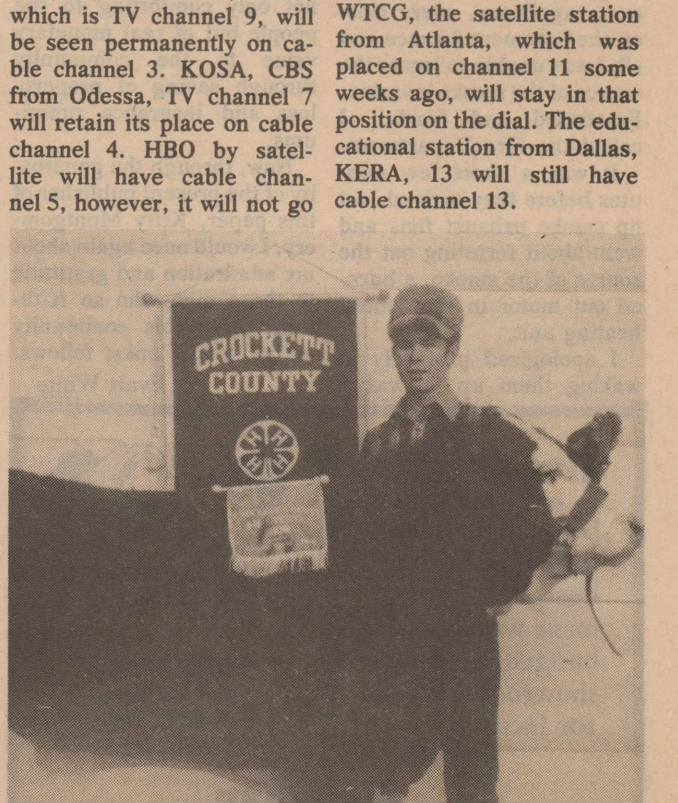 which is TV channel 9, will
be seen permanently on ca-
ble channel 3. KOSA, CBS
from Odessa, TV channel 7
will retain its place on cable
channel 4. HBO by satel-
lite will have cable chan-
nel 5, however, it will not go
WTCG, the satellite station
from Atlanta, which was
placed on channel 11 some
weeks ago, will stay in that
position on the dial. The edu-
cational station from Dallas,
KERA, 13 will still have
cable channel 13.
CROCKETT
COUNTY
H H
H H